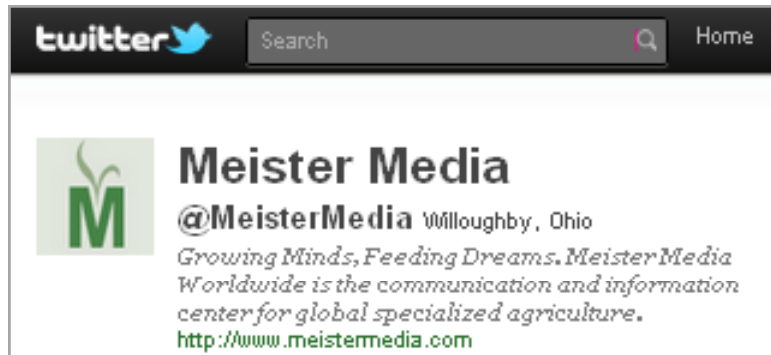 twitter Search Home
M
Meister Media
@MeisterMedia Willoughby, Ohio
Growing Minds, Feeding Dreams. Meister Media
Worldwide is the communication and information
center for global specialized agriculture.
http://www.meistermedia.com